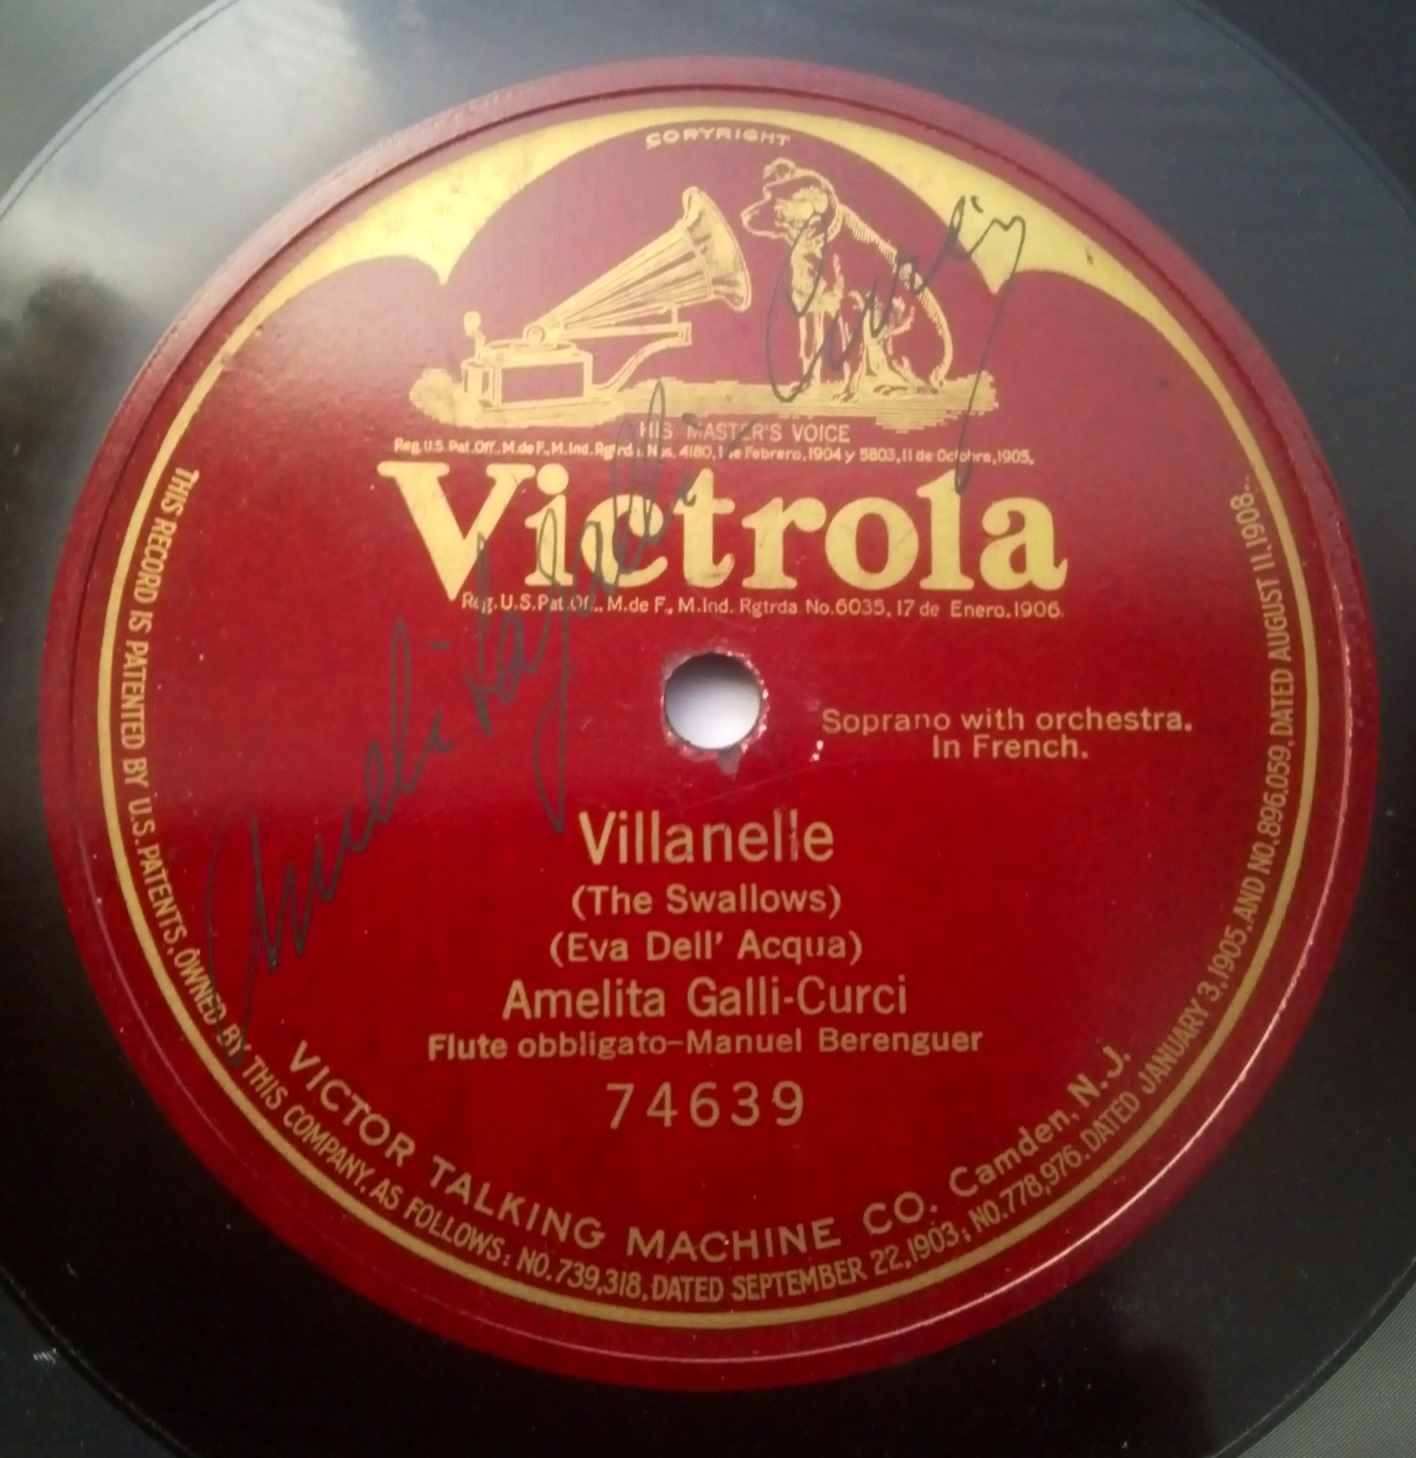 COPYRIGHT
HIS MASTER'S VOICE
Reg. U.S. Pat. Off., M. de F., M. Ind. Rgtrda. Nos. 4180, 1 de Febrero, 1904 y 5803, 11 de Octobre, 1905.
Victrola
Reg. U.S. Pat. Off., M. de F., M. Ind. Rgtrda No. 6035, 17 de Enero, 1906.
Soprano with orchestra.
In French.
Villanelle
(The Swallows)
(Eva Dell' Acqua)
Amelita Galli-Curci
Flute obbligato-Manuel Berenguer
74639
VICTOR TALKING MACHINE CO. Camden, N. J.
THIS RECORD IS PATENTED BY U.S. PATENTS, OWNED BY THIS COMPANY, AS FOLLOWS: NO. 739,318, DATED SEPTEMBER 22, 1903; NO. 778,976, DATED JANUARY 3, 1905, AND NO. 896,059, DATED AUGUST 11, 1908.
Amelita Galli Curci